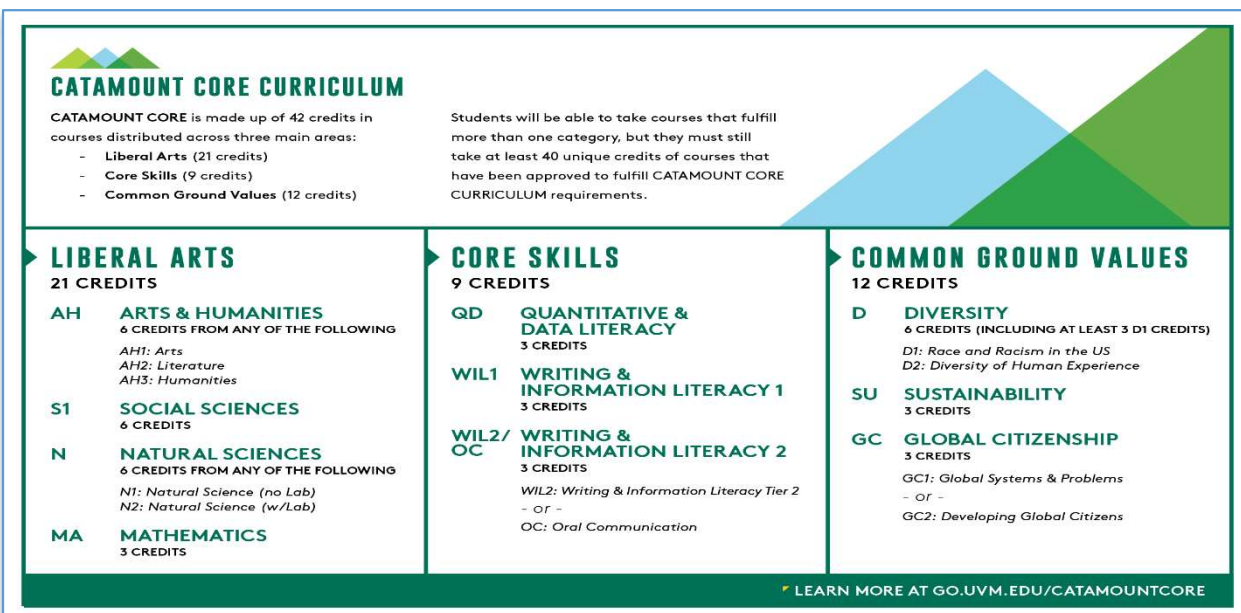 CATAMOUNT CORE CURRICULUM
CATAMOUNT CORE is made up of 42 credits in
courses distributed across three main areas:
- Liberal Arts (21 credits)
- Core Skills (9 credits)
- Common Ground Values (12 credits)
Students will be able to take courses that fulfill
more than one category, but they must still
take at least 40 unique credits of courses that
have been approved to fulfill CATAMOUNT CORE
CURRICULUM requirements.
LIBERAL ARTS
21 CREDITS
AH ARTS & HUMANITIES
6 CREDITS FROM ANY OF THE FOLLOWING
AH1: Arts
AH2: Literature
AH3: Humanities
S1 SOCIAL SCIENCES
6 CREDITS
N NATURAL SCIENCES
6 CREDITS FROM ANY OF THE FOLLOWING
N1: Natural Science (no Lab)
N2: Natural Science (w/Lab)
MA MATHEMATICS
3 CREDITS
CORE SKILLS
9 CREDITS
QD QUANTITATIVE &
DATA LITERACY
3 CREDITS
WIL1 WRITING &
INFORMATION LITERACY 1
3 CREDITS
WIL2/ WRITING &
OC INFORMATION LITERACY 2
3 CREDITS
WIL2: Writing & Information Literacy Tier 2
- or -
OC: Oral Communication
COMMON GROUND VALUES
12 CREDITS
D DIVERSITY
6 CREDITS (INCLUDING AT LEAST 3 D1 CREDITS)
D1: Race and Racism in the US
D2: Diversity of Human Experience
SU SUSTAINABILITY
3 CREDITS
GC GLOBAL CITIZENSHIP
3 CREDITS
GC1: Global Systems & Problems
- or -
GC2: Developing Global Citizens
LEARN MORE AT GO.UVM.EDU/CATAMOUNTCORE